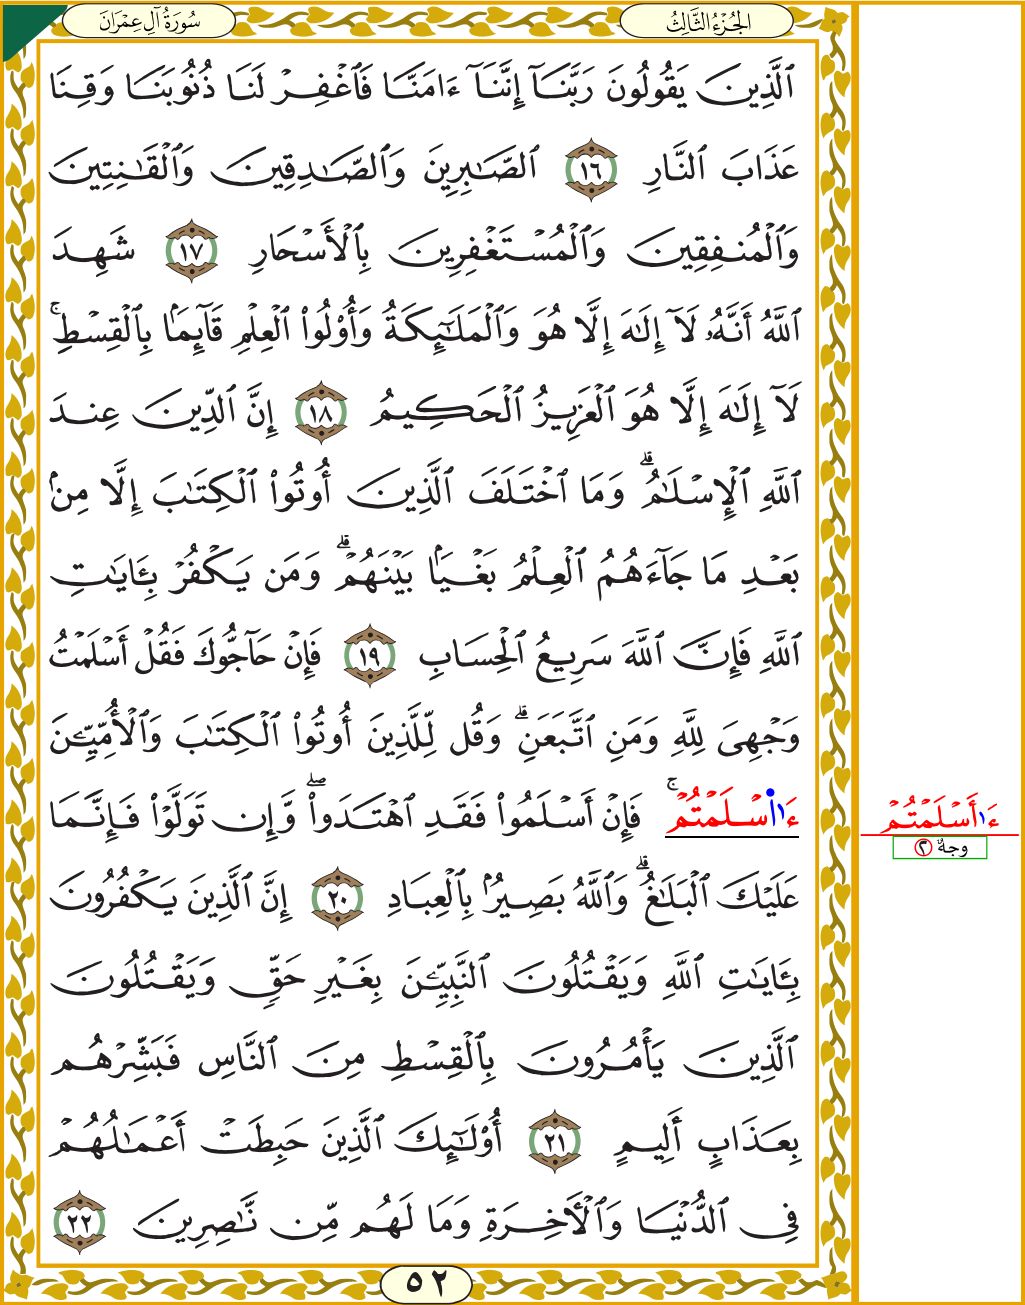 الجُزْءُ الثَّالِثُ
سُورَةُ آلِ عِمْرَان
ٱلَّذِينَ يَقُولُونَ رَبَّنَآ إِنَّنَآ ءَامَنَّا فَٱغْفِرْ لَنَا ذُنُوبَنَا وَقِنَا
عَذَابَ ٱلنَّارِ ١٦ ٱلصَّٰبِرِينَ وَٱلصَّٰدِقِينَ وَٱلْقَٰنِتِينَ
وَٱلْمُنفِقِينَ وَٱلْمُسْتَغْفِرِينَ بِٱلْأَسْحَارِ ١٧ شَهِدَ
ٱللَّهُ أَنَّهُۥ لَآ إِلَٰهَ إِلَّا هُوَ وَٱلْمَلَٰٓئِكَةُ وَأُو۟لُوا۟ ٱلْعِلْمِ قَآئِمَۢا بِٱلْقِسْطِ ۚ
لَآ إِلَٰهَ إِلَّا هُوَ ٱلْعَزِيزُ ٱلْحَكِيمُ ١٨ إِنَّ ٱلدِّينَ عِندَ
ٱللَّهِ ٱلْإِسْلَٰمُ ۗ وَمَا ٱخْتَلَفَ ٱلَّذِينَ أُوتُوا۟ ٱلْكِتَٰبَ إِلَّا مِنۢ
بَعْدِ مَا جَآءَهُمُ ٱلْعِلْمُ بَغْيَۢا بَيْنَهُمْ ۗ وَمَن يَكْفُرْ بِـَٔايَٰتِ
ٱللَّهِ فَإِنَّ ٱللَّهَ سَرِيعُ ٱلْحِسَابِ ١٩ فَإِنْ حَآجُّوكَ فَقُلْ أَسْلَمْتُ
وَجْهِىَ لِلَّهِ وَمَنِ ٱتَّبَعَنِ ۗ وَقُل لِّلَّذِينَ أُوتُوا۟ ٱلْكِتَٰبَ وَٱلْأُمِّيِّـۧنَ
ءَا۬سْلَمْتُمْ ۚ فَإِنْ أَسْلَمُوا۟ فَقَدِ ٱهْتَدَوا۟ ۖ وَّإِن تَوَلَّوْا۟ فَإِنَّمَا
ءَاأَسْلَمْتُمْ
وجهٌ ٢
عَلَيْكَ ٱلْبَلَٰغُ ۗ وَٱللَّهُ بَصِيرٌۢ بِٱلْعِبَادِ ٢٠ إِنَّ ٱلَّذِينَ يَكْفُرُونَ
بِـَٔايَٰتِ ٱللَّهِ وَيَقْتُلُونَ ٱلنَّبِيِّـۧنَ بِغَيْرِ حَقٍّ وَيَقْتُلُونَ
ٱلَّذِينَ يَأْمُرُونَ بِٱلْقِسْطِ مِنَ ٱلنَّاسِ فَبَشِّرْهُم
بِعَذَابٍ أَلِيمٍ ٢١ أُو۟لَٰٓئِكَ ٱلَّذِينَ حَبِطَتْ أَعْمَٰلُهُمْ
فِى ٱلدُّنْيَا وَٱلْـَٔاخِرَةِ وَمَا لَهُم مِّن نَّٰصِرِينَ ٢٢
٥٢